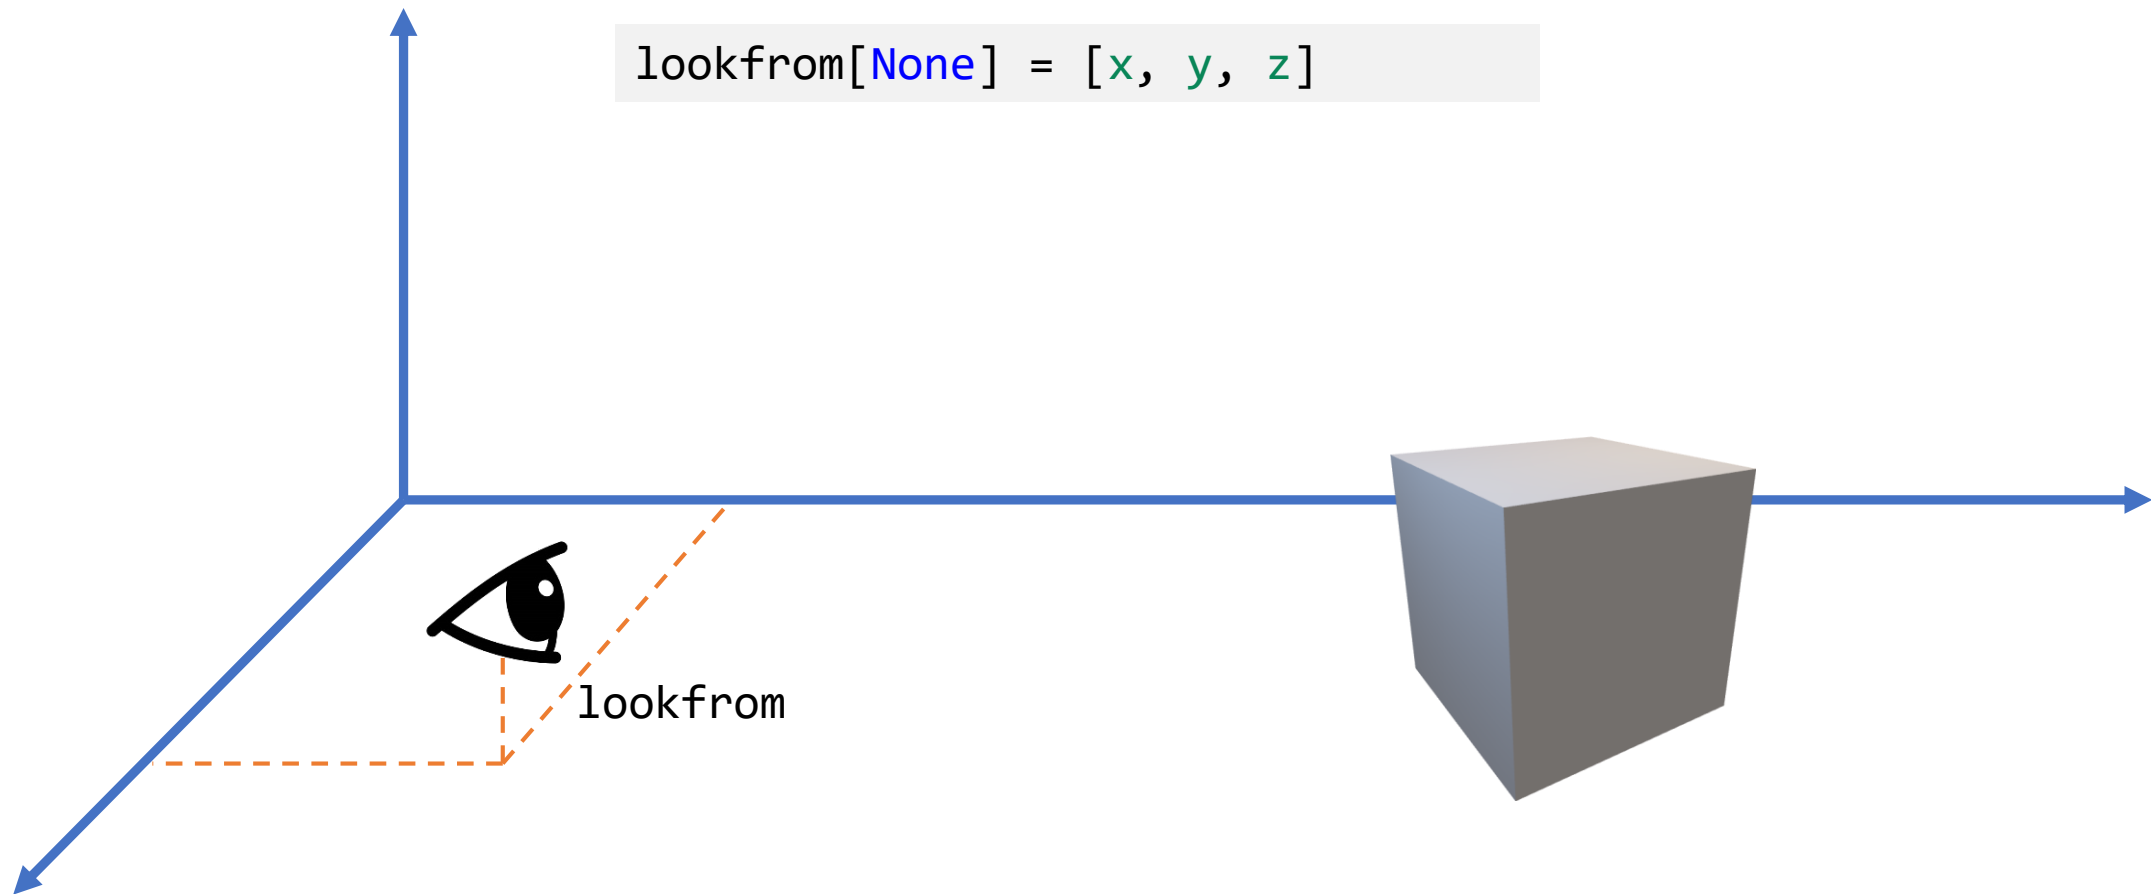 lookfrom[None] = [x, y, z]
lookfrom